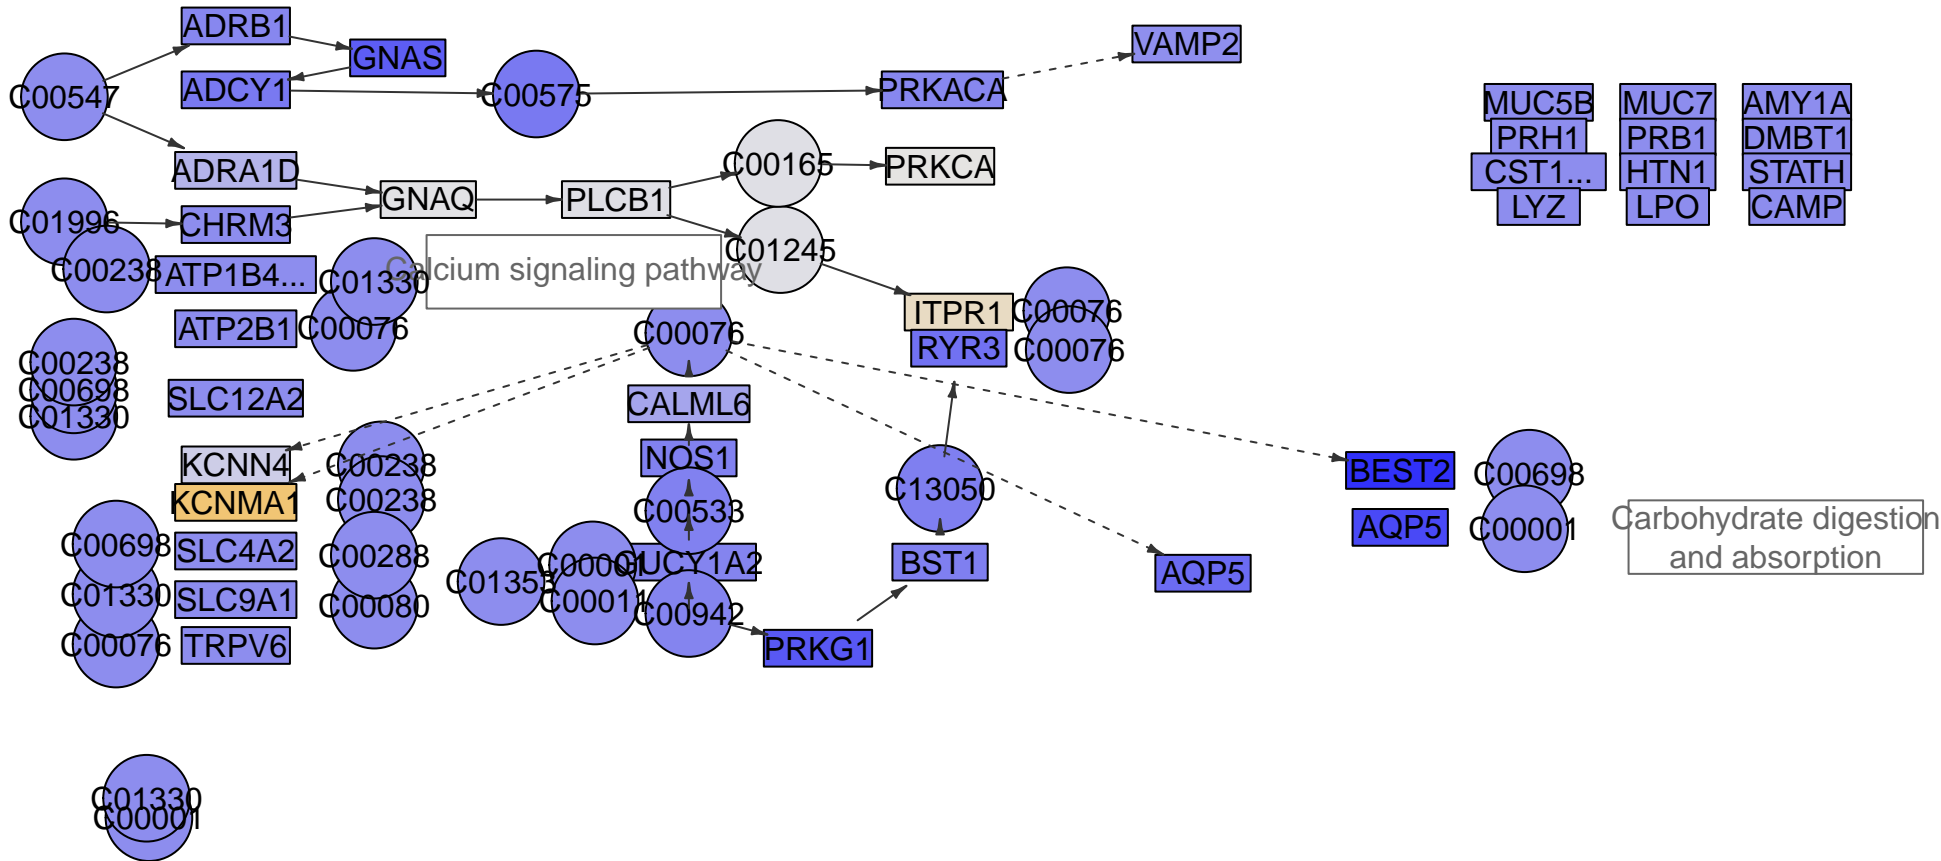 ADRB1
GNAS
VAMP2
C00547
ADCY1
C00575
PRKACA
MUC5B
MUC7
AMY1A
PRH1
PRB1
DMBT1
CST1...
HTN1
STATH
LYZ
LPO
CAMP
ADRA1D
GNAQ
PLCB1
C00165
PRKCA
C01996
CHRM3
C01245
C00238
ATP1B4...
C01330
Calcium signaling pathway
ATP2B1
C00076
C00076
ITPR1
C00076
RYR3
C00076
C00238
C00698
C01330
SLC12A2
CALML6
KCNN4
C00238
NOS1
KCNMA1
C00238
C00533
C13050
BEST2
C00698
AQP5
C00001
Carbohydrate digestion
and absorption
C00698
SLC4A2
C00288
C01353
C00001
GUCY1A2
BST1
AQP5
C01330
SLC9A1
C00080
C00011
C00942
C00076
TRPV6
PRKG1
C01330
C00001